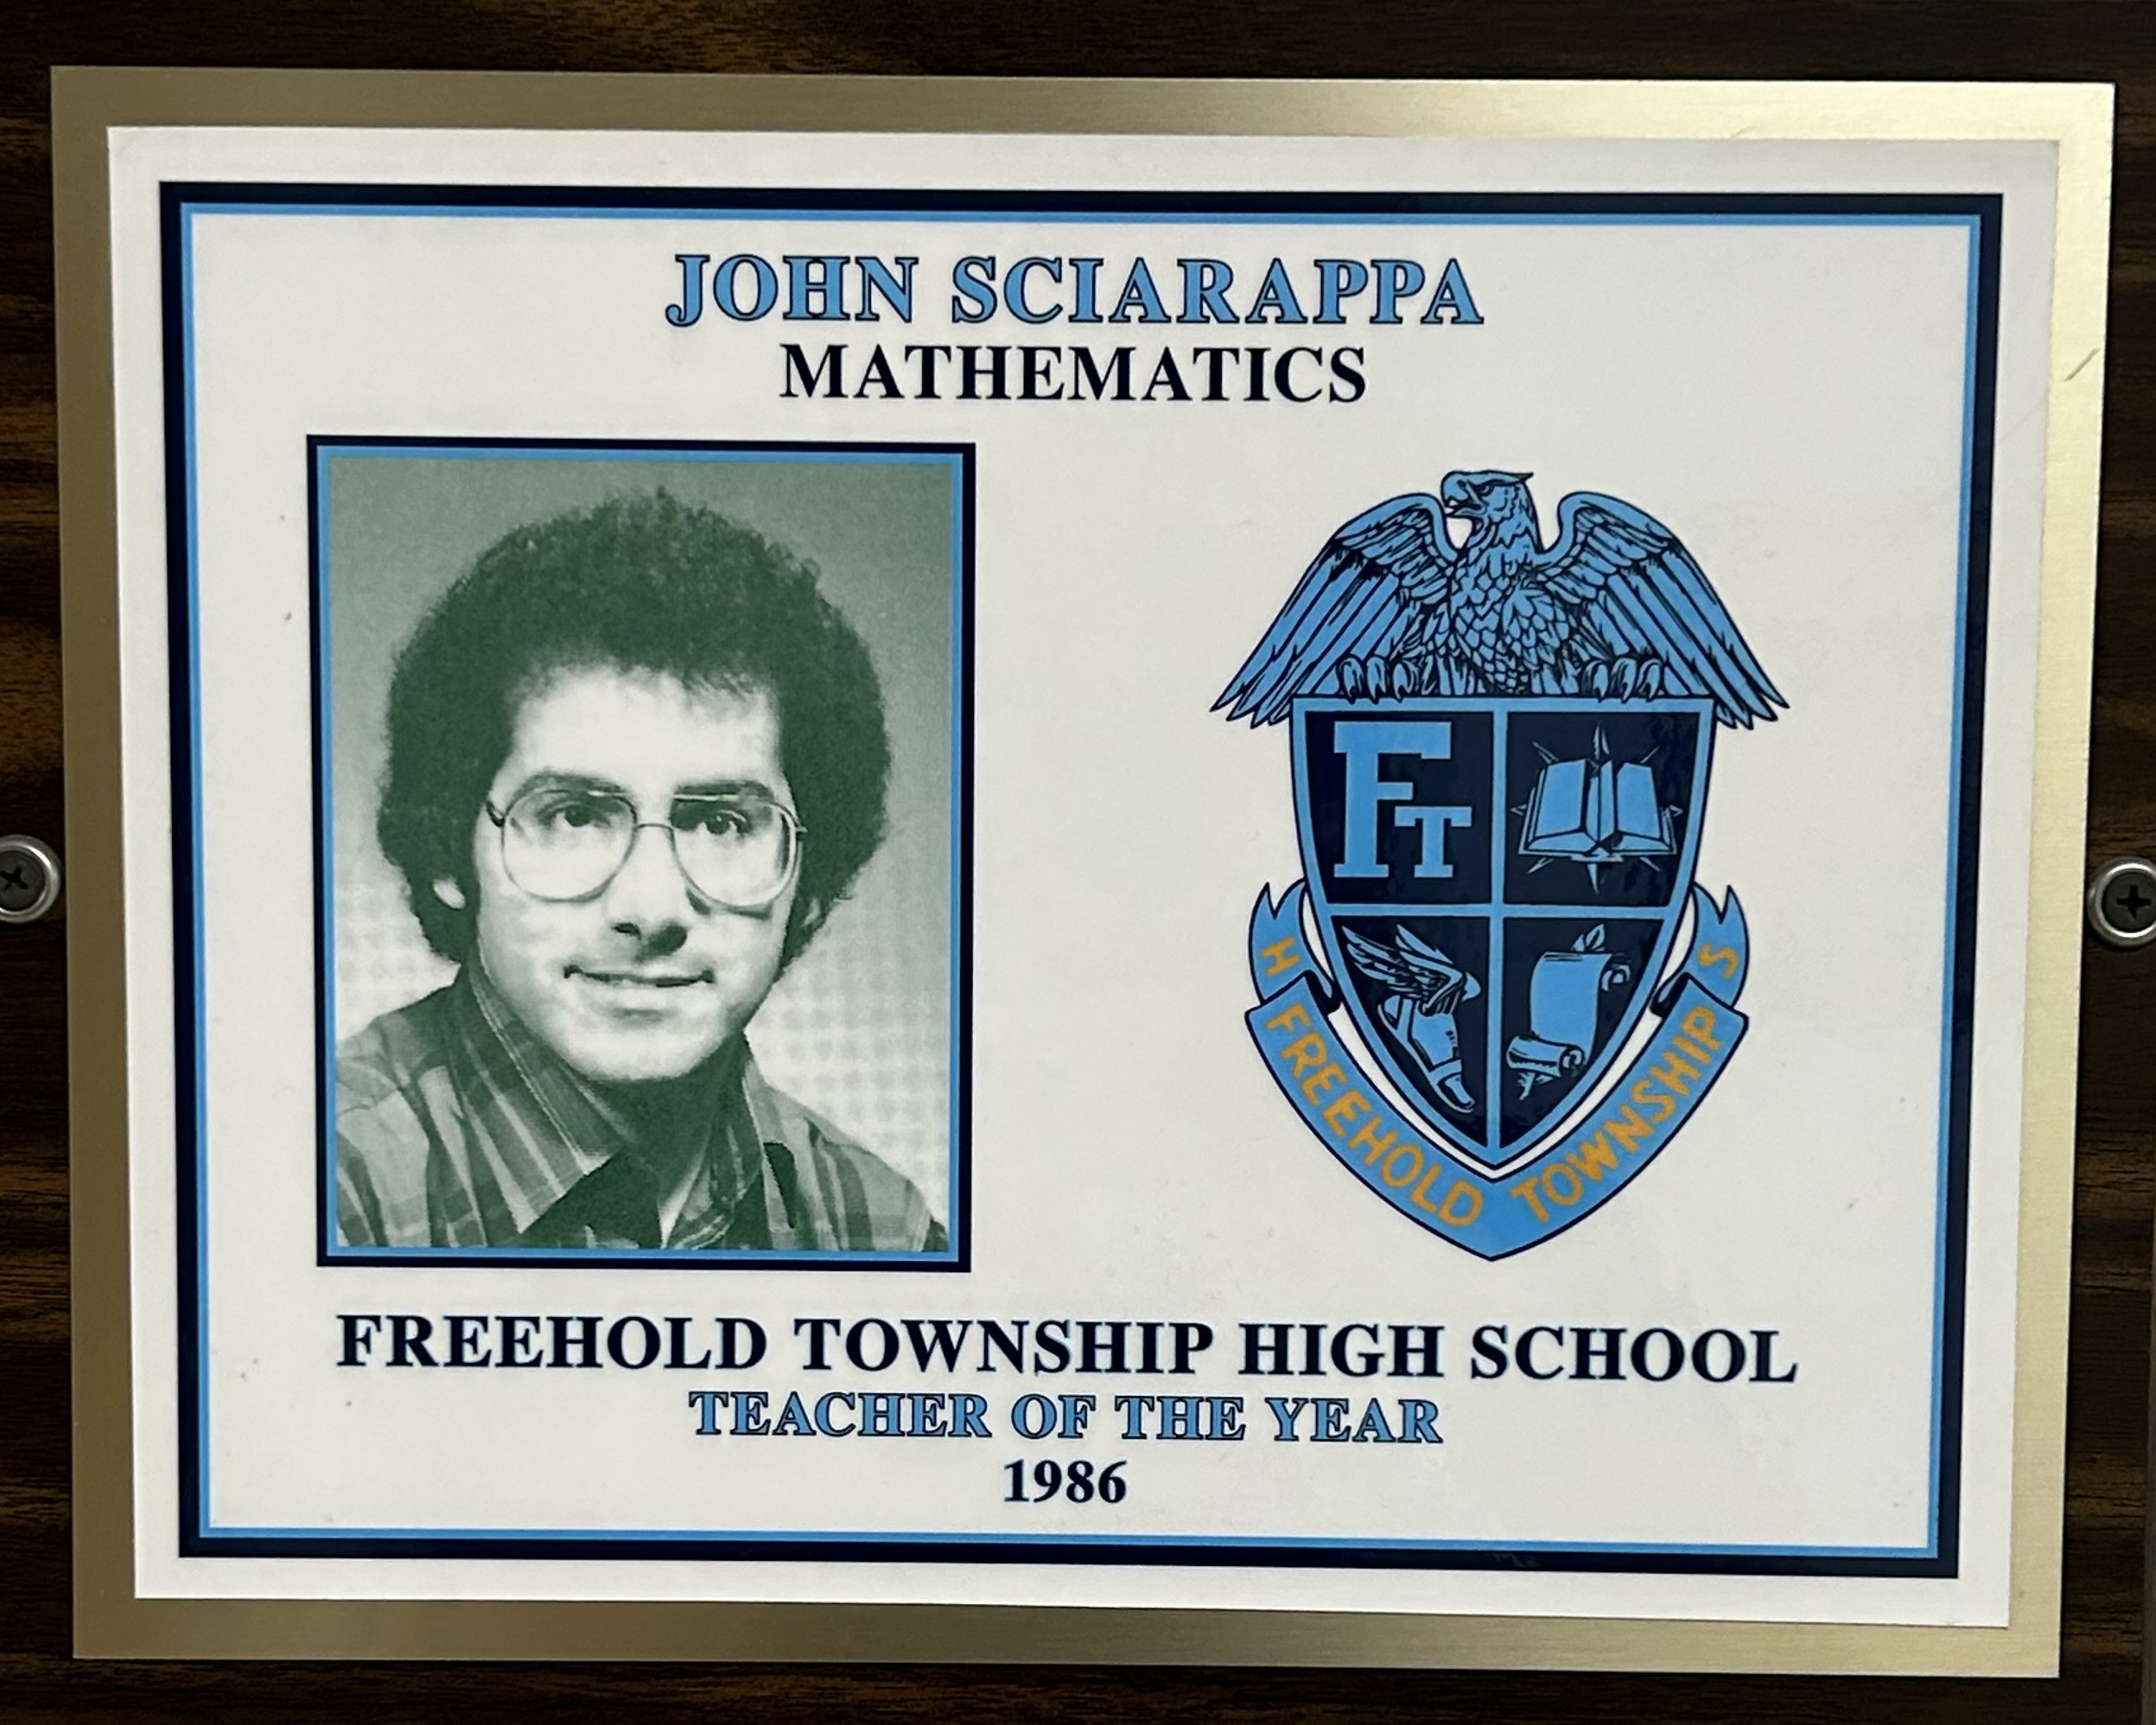 JOHN SCIARAPPA
MATHEMATICS
FT
H S
FREEHOLD TOWNSHIP
FREEHOLD TOWNSHIP HIGH SCHOOL
TEACHER OF THE YEAR
1986